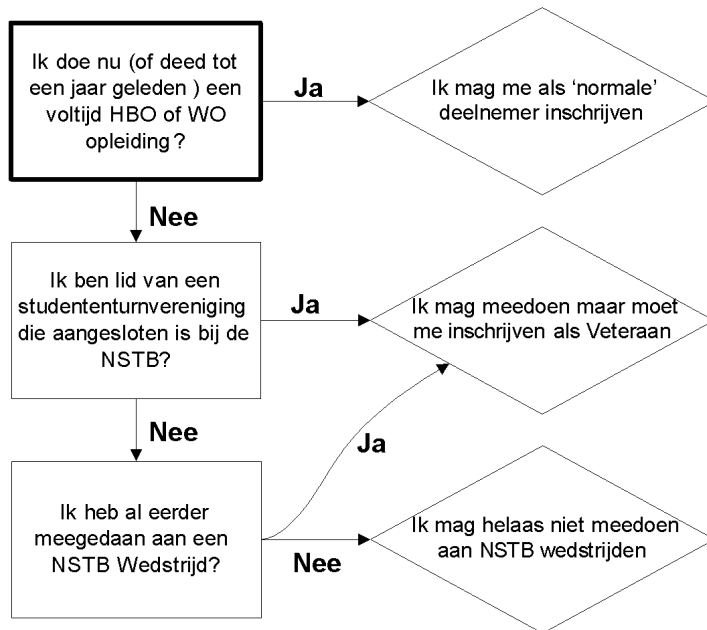 Ik doe nu (of deed tot
een jaar geleden ) een
voltijd HBO of WO
opleiding ?
Ja
Ik mag me als ‘normale’
deelnemer inschrijven
Nee
Ik ben lid van een
studententurnvereniging
die aangesloten is bij de
NSTB?
Ja
Ik mag meedoen maar moet
me inschrijven als Veteraan
Nee
Ja
Ik heb al eerder
meegedaan aan een
NSTB Wedstrijd?
Nee
Ik mag helaas niet meedoen
aan NSTB wedstrijden